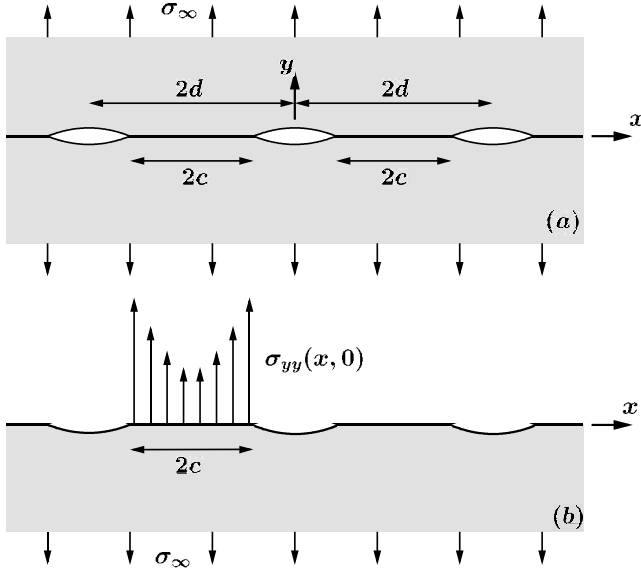 σ∞
y
2d 2d
x
2c 2c
(a)
σyy(x, 0)
x
2c
(b)
σ∞